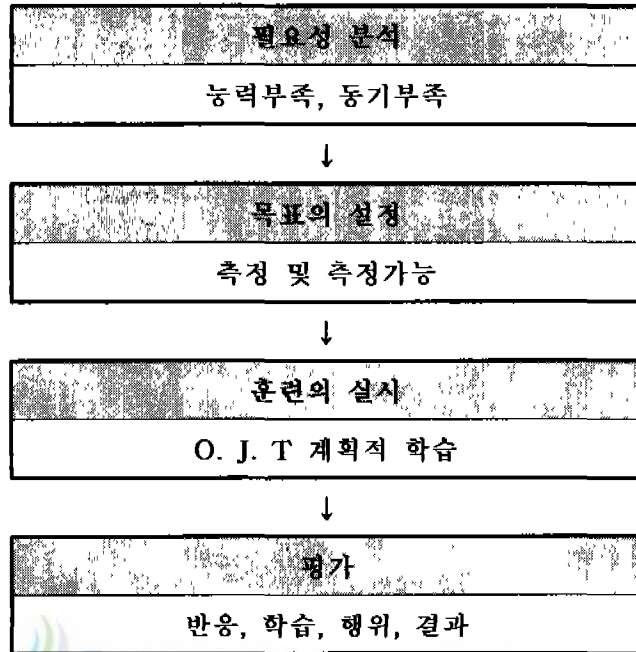 필요성 분석
능력부족, 동기부족
↓
목표의 설정
측정 및 측정가능
↓
훈련의 실시
O. J. T 계획적 학습
↓
평가
반응, 학습, 행위, 결과